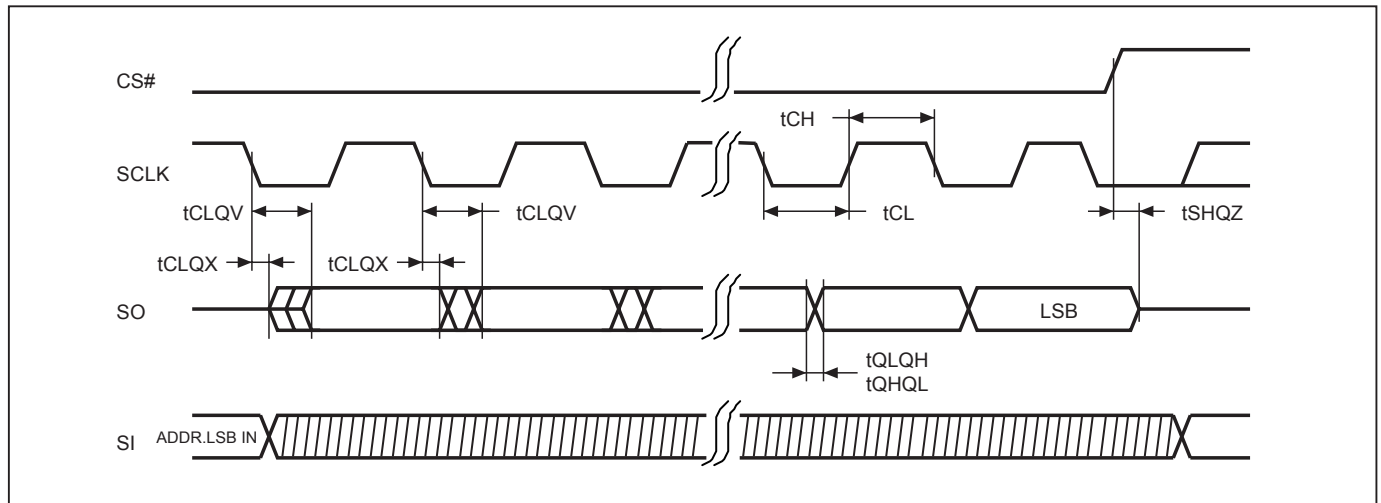 CS#
tCH
SCLK
tCLQV
tCLQV
tCL
tSHQZ
tCLQX
tCLQX
SO
LSB
tQLQH
tQHQL
SI
ADDR.LSB IN